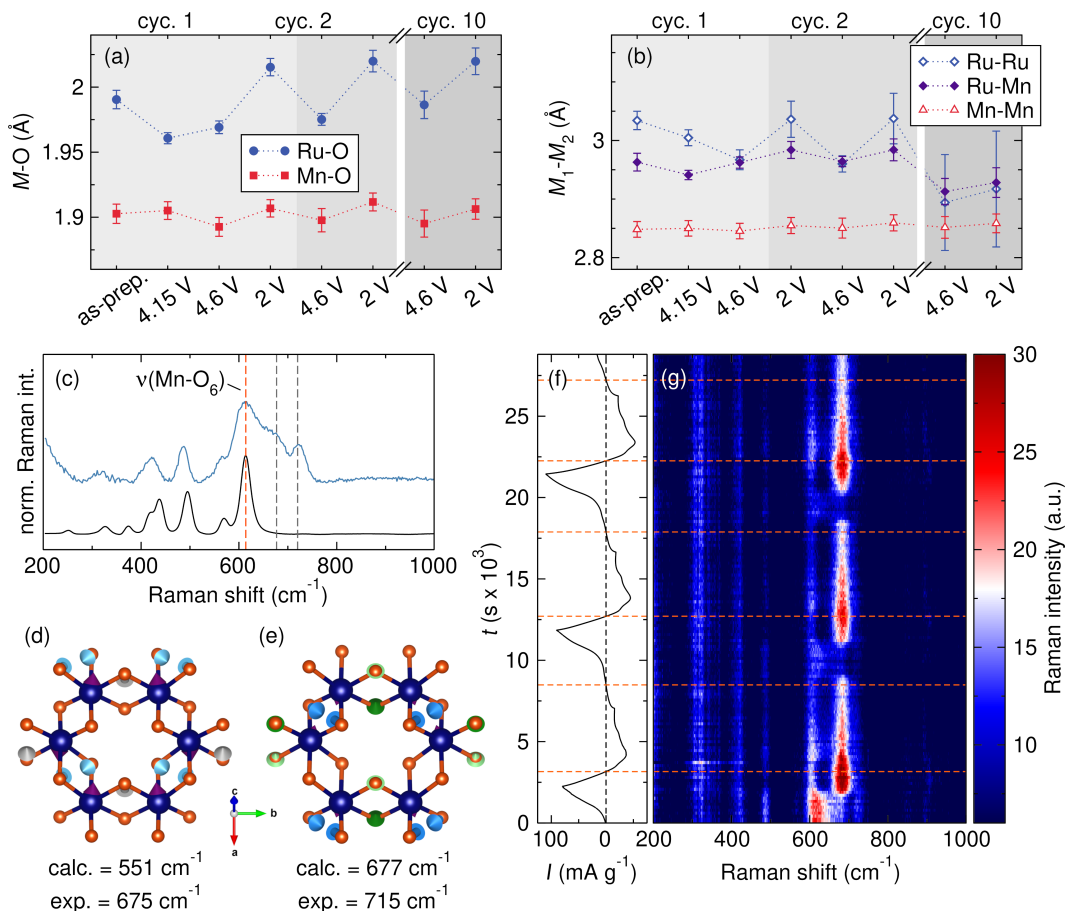 cyc. 1
cyc. 2
cyc. 10
(a)
M-O (Å)
2
1.95
1.9
Ru-O
Mn-O
as-prep.
4.15 V
4.6 V
2 V
4.6 V
2 V
4.6 V
2 V
cyc. 1
cyc. 2
cyc. 10
(b)
M₁-M₂ (Å)
3
2.8
Ru-Ru
Ru-Mn
Mn-Mn
as-prep.
4.15 V
4.6 V
2 V
4.6 V
2 V
4.6 V
2 V
(c)
ν(Mn-O₆)
norm. Raman int.
200
400
600
800
1000
Raman shift (cm⁻¹)
(d)
calc. = 551 cm⁻¹
exp. = 675 cm⁻¹
c
b
a
(e)
calc. = 677 cm⁻¹
exp. = 715 cm⁻¹
(f)
t (s x 10³)
25
20
15
10
5
0
100
0
I (mA g⁻¹)
(g)
200
400
600
800
1000
Raman shift (cm⁻¹)
30
25
20
15
10
Raman intensity (a.u.)